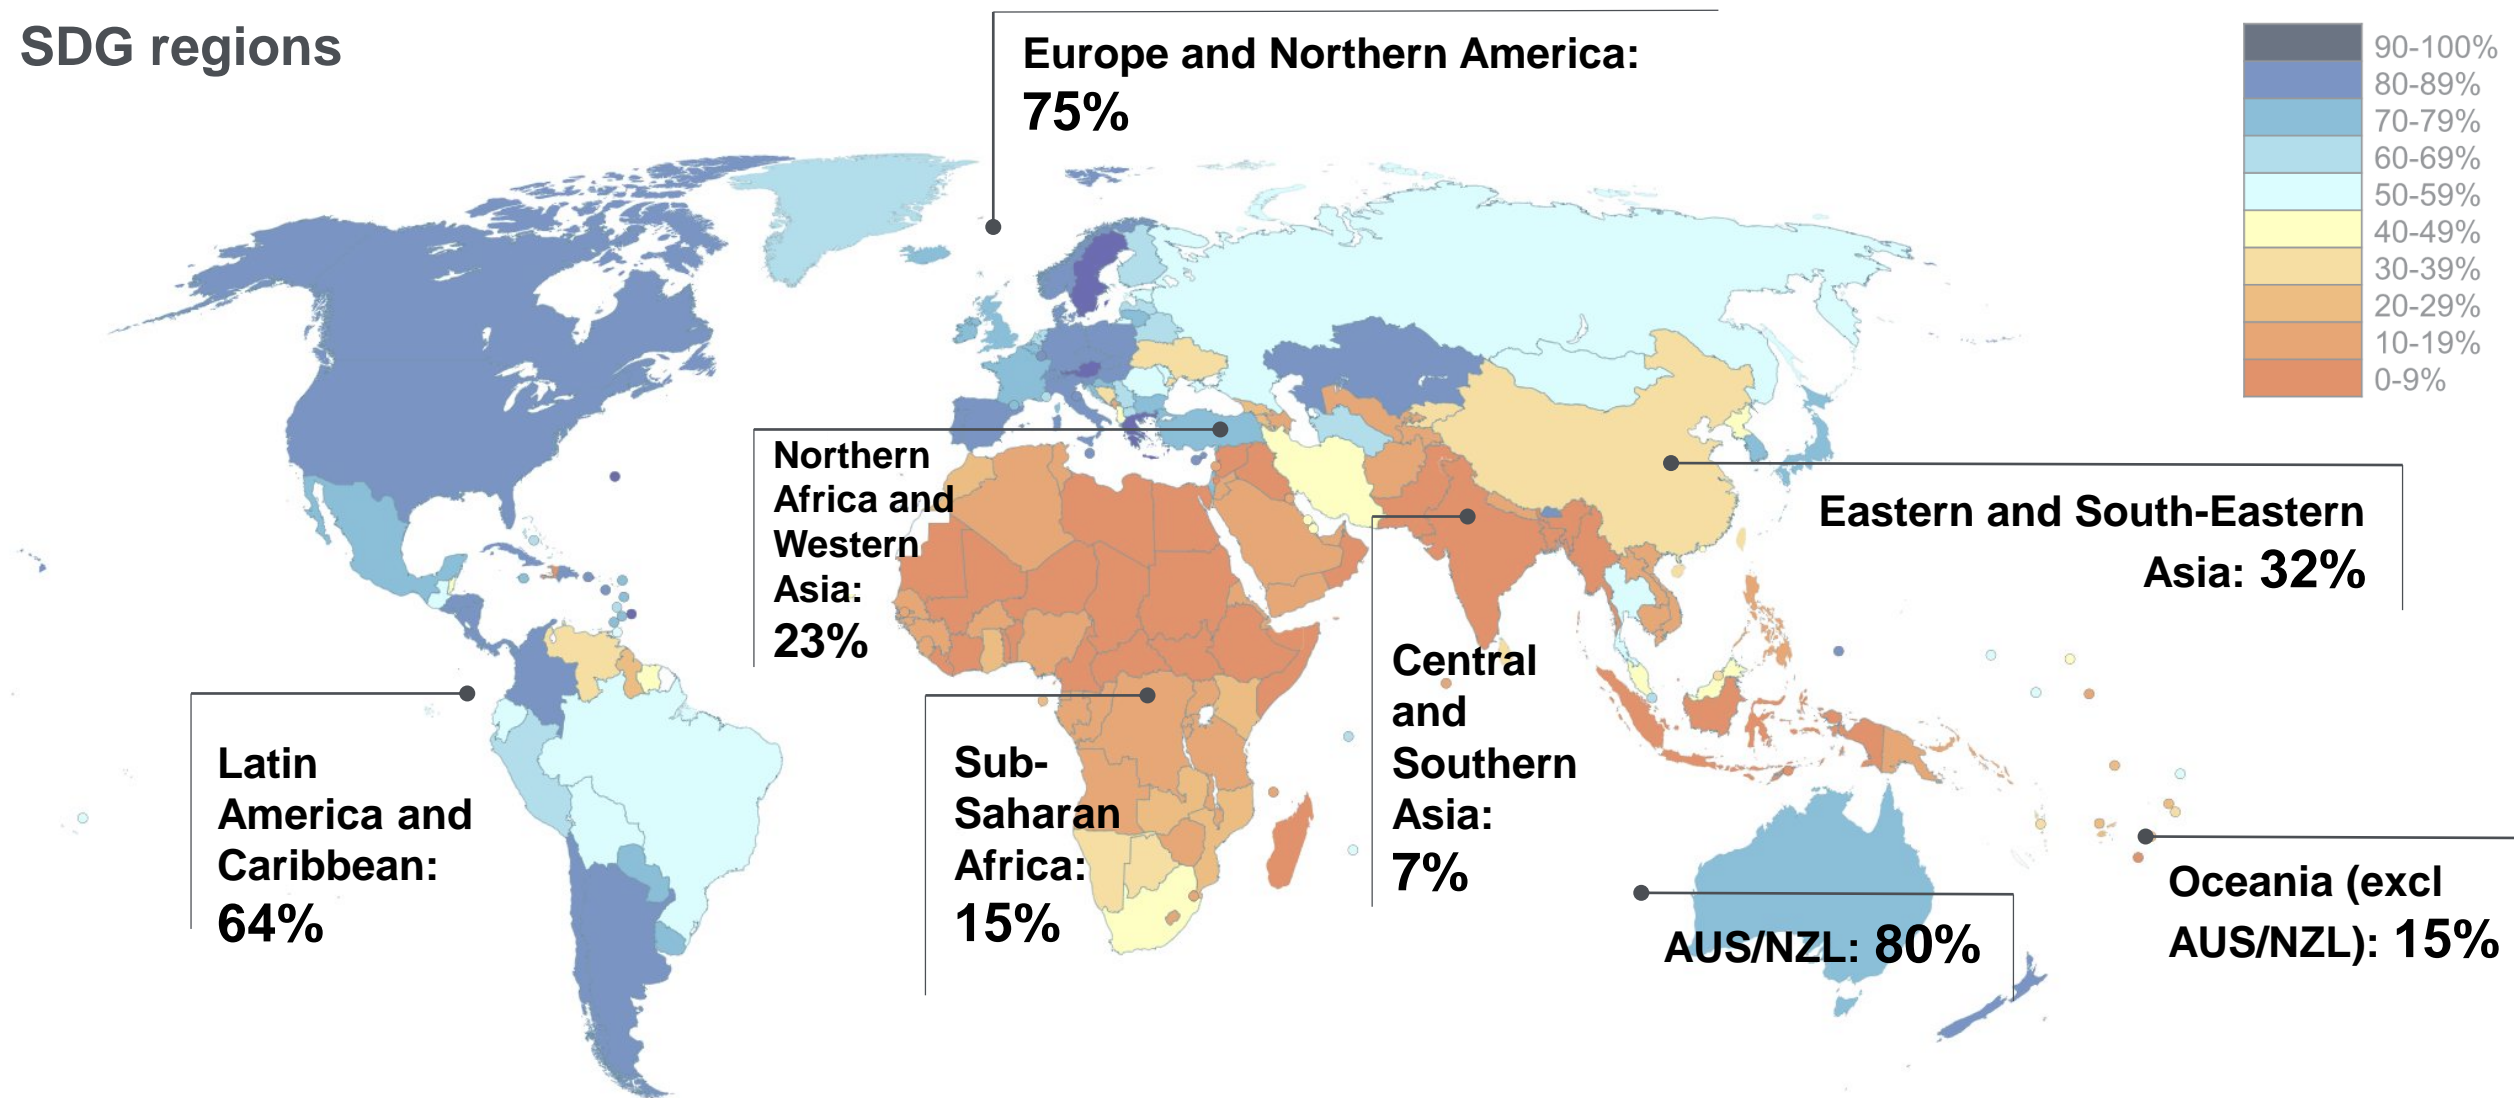 SDG regions
Europe and Northern America:
75%
90-100%
80-89%
70-79%
60-69%
50-59%
40-49%
30-39%
20-29%
10-19%
0-9%
Northern
Africa and
Western
Asia:
23%
Eastern and South-Eastern
Asia: 32%
Latin
America and
Caribbean:
64%
Sub-
Saharan
Africa:
15%
Central
and
Southern
Asia:
7%
AUS/NZL: 80%
Oceania (excl
AUS/NZL): 15%